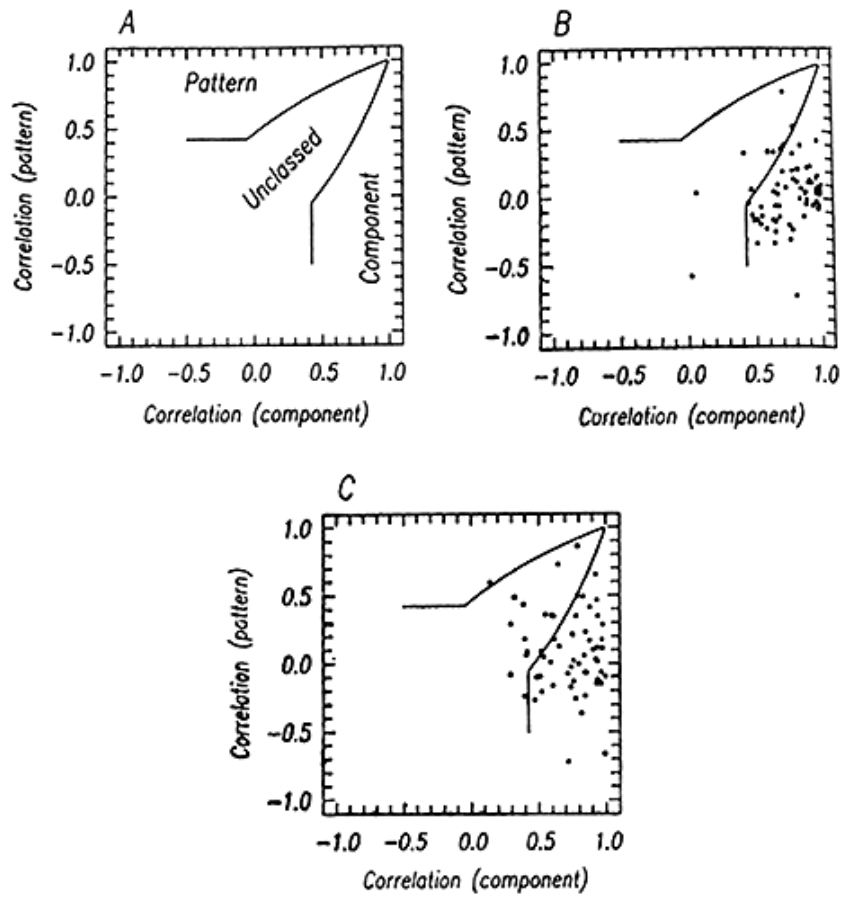 A
Pattern
Unclassed
Component
1.0
0.5
0.0
-0.5
-1.0
Correlation (pattern)
-1.0 -0.5 0.0 0.5 1.0
Correlation (component)
B
1.0
0.5
0.0
-0.5
-1.0
Correlation (pattern)
-1.0 -0.5 0.0 0.5 1.0
Correlation (component)
C
1.0
0.5
0.0
-0.5
-1.0
Correlation (pattern)
-1.0 -0.5 0.0 0.5 1.0
Correlation (component)